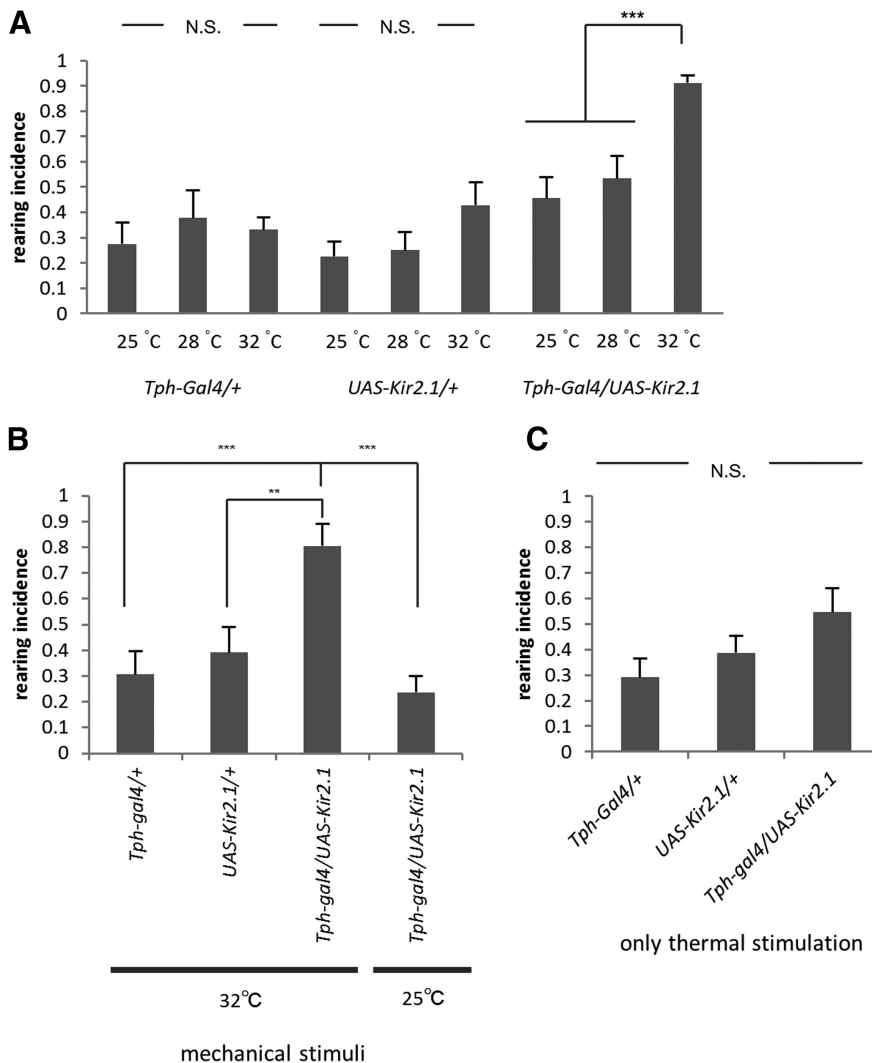 A
N.S. N.S. ***
rearing incidence
1
0.9
0.8
0.7
0.6
0.5
0.4
0.3
0.2
0.1
0
25 °C 28 °C 32 °C 25 °C 28 °C 32 °C 25 °C 28 °C 32 °C
Tph-Gal4/+ UAS-Kir2.1/+ Tph-Gal4/UAS-Kir2.1
B
*** ***
**
rearing incidence
1
0.9
0.8
0.7
0.6
0.5
0.4
0.3
0.2
0.1
0
Tph-gal4/+
UAS-Kir2.1/+
Tph-gal4/UAS-Kir2.1
Tph-gal4/UAS-Kir2.1
32°C 25°C
mechanical stimuli
C
N.S.
rearing incidence
1
0.9
0.8
0.7
0.6
0.5
0.4
0.3
0.2
0.1
0
Tph-Gal4/+
UAS-Kir2.1/+
Tph-gal4/UAS-Kir2.1
only thermal stimulation